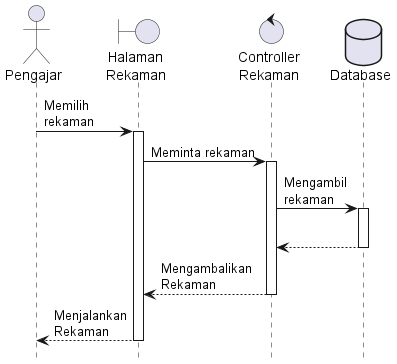 Pengajar
Halaman
Rekaman
Controller
Rekaman
Database
Memilih
rekaman
Meminta rekaman
Mengambil
rekaman
Mengambalikan
Rekaman
Menjalankan
Rekaman